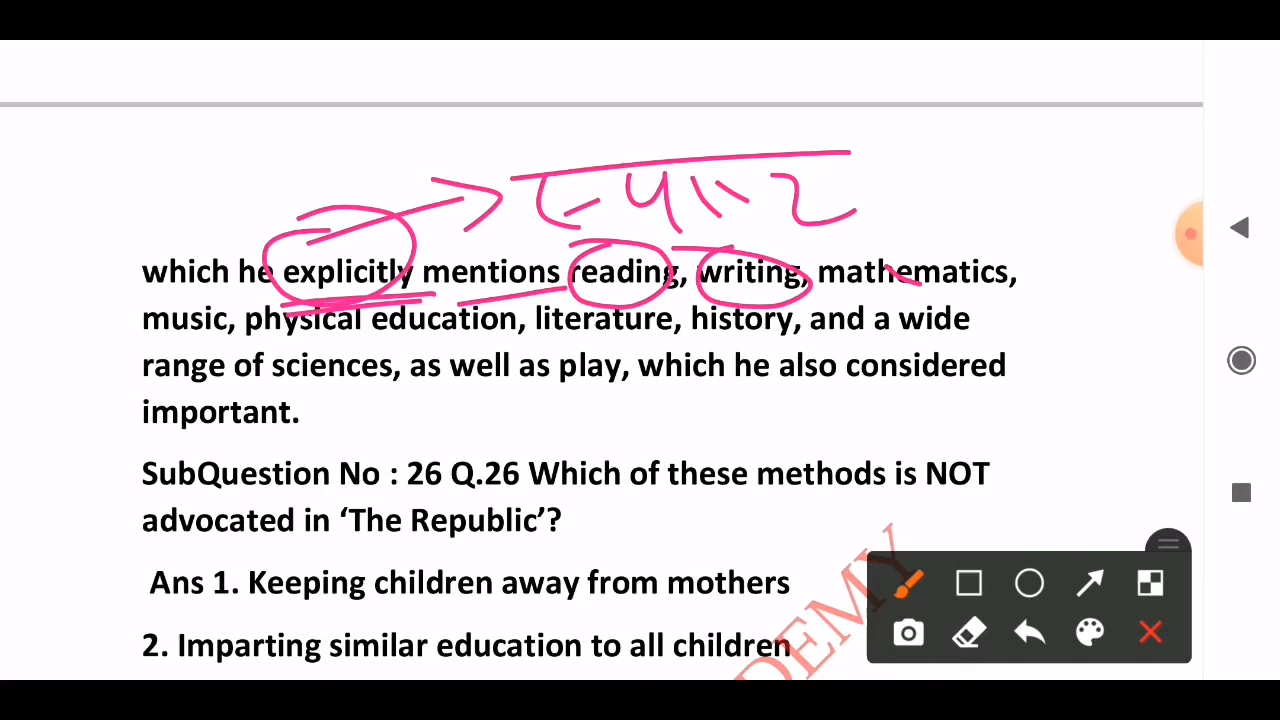 which he explicitly mentions reading, writing, mathematics,
music, physical education, literature, history, and a wide
range of sciences, as well as play, which he also considered
important.
SubQuestion No : 26 Q.26 Which of these methods is NOT
advocated in ‘The Republic’?
Ans 1. Keeping children away from mothers
2. Imparting similar education to all children
DEMY